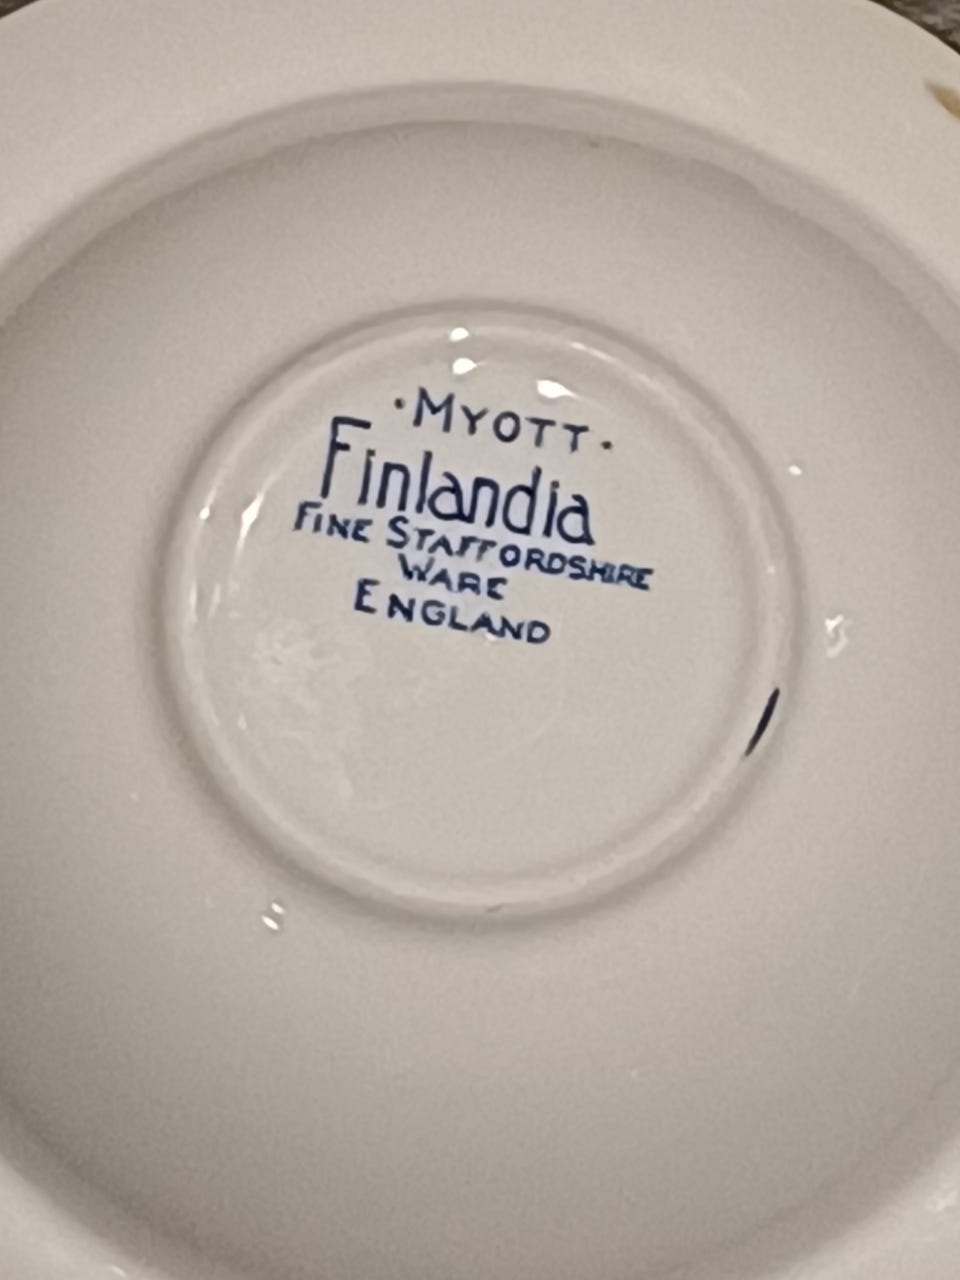 ·MYOTT·
Finlandia
FINE STAFFORDSHIRE
WARE
ENGLAND